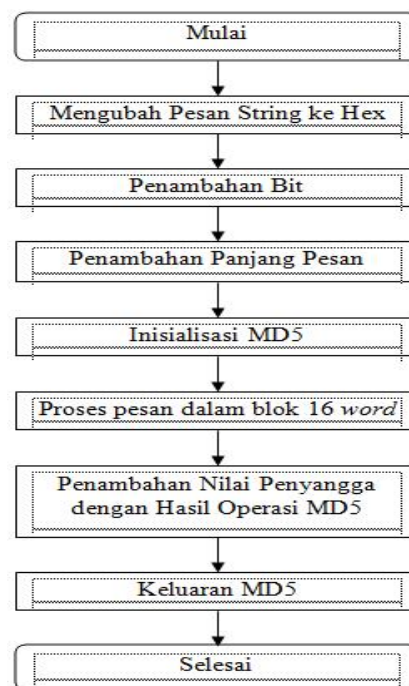 Mulai
Mengubah Pesan String ke Hex
Penambahan Bit
Penambahan Panjang Pesan
Inisialisasi MD5
Proses pesan dalam blok 16 word
Penambahan Nilai Penyangga
dengan Hasil Operasi MD5
Keluaran MD5
Selesai